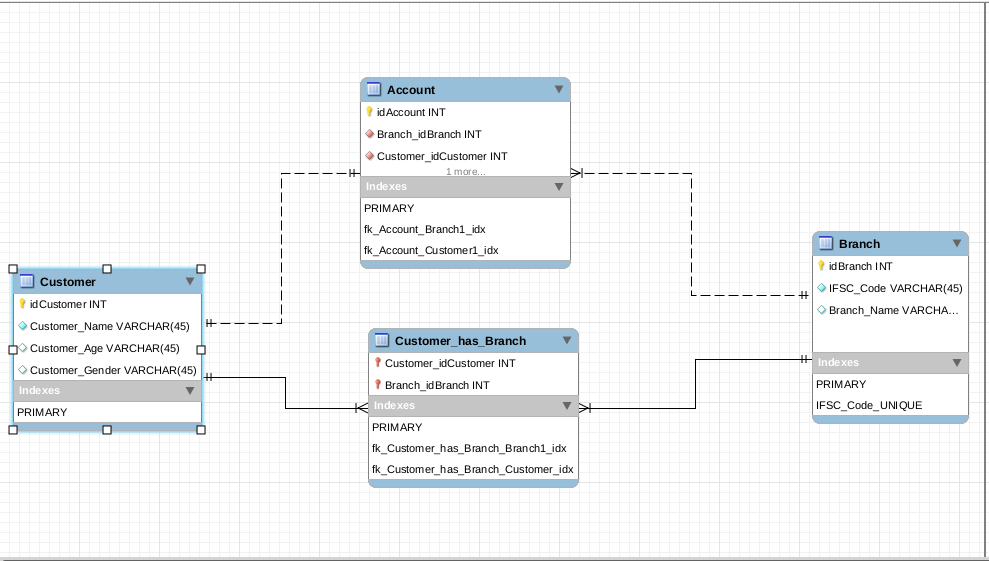 Account
idAccount INT
Branch_idBranch INT
Customer_idCustomer INT
1 more...
Indexes
PRIMARY
fk_Account_Branch1_idx
fk_Account_Customer1_idx
Customer
idCustomer INT
Customer_Name VARCHAR(45)
Customer_Age VARCHAR(45)
Customer_Gender VARCHAR(45)
Indexes
PRIMARY
Customer_has_Branch
Customer_idCustomer INT
Branch_idBranch INT
Indexes
PRIMARY
fk_Customer_has_Branch_Branch1_idx
fk_Customer_has_Branch_Customer_idx
Branch
idBranch INT
IFSC_Code VARCHAR(45)
Branch_Name VARCHA...
Indexes
PRIMARY
IFSC_Code_UNIQUE